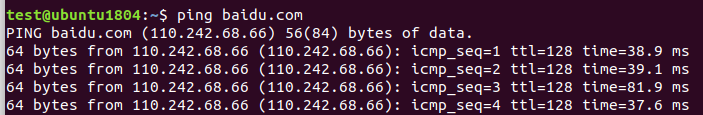 test@ubuntu1804:~$ ping baidu.com
PING baidu.com (110.242.68.66) 56(84) bytes of data.
64 bytes from 110.242.68.66 (110.242.68.66): icmp_seq=1 ttl=128 time=38.9 ms
64 bytes from 110.242.68.66 (110.242.68.66): icmp_seq=2 ttl=128 time=39.1 ms
64 bytes from 110.242.68.66 (110.242.68.66): icmp_seq=3 ttl=128 time=81.9 ms
64 bytes from 110.242.68.66 (110.242.68.66): icmp_seq=4 ttl=128 time=37.6 ms